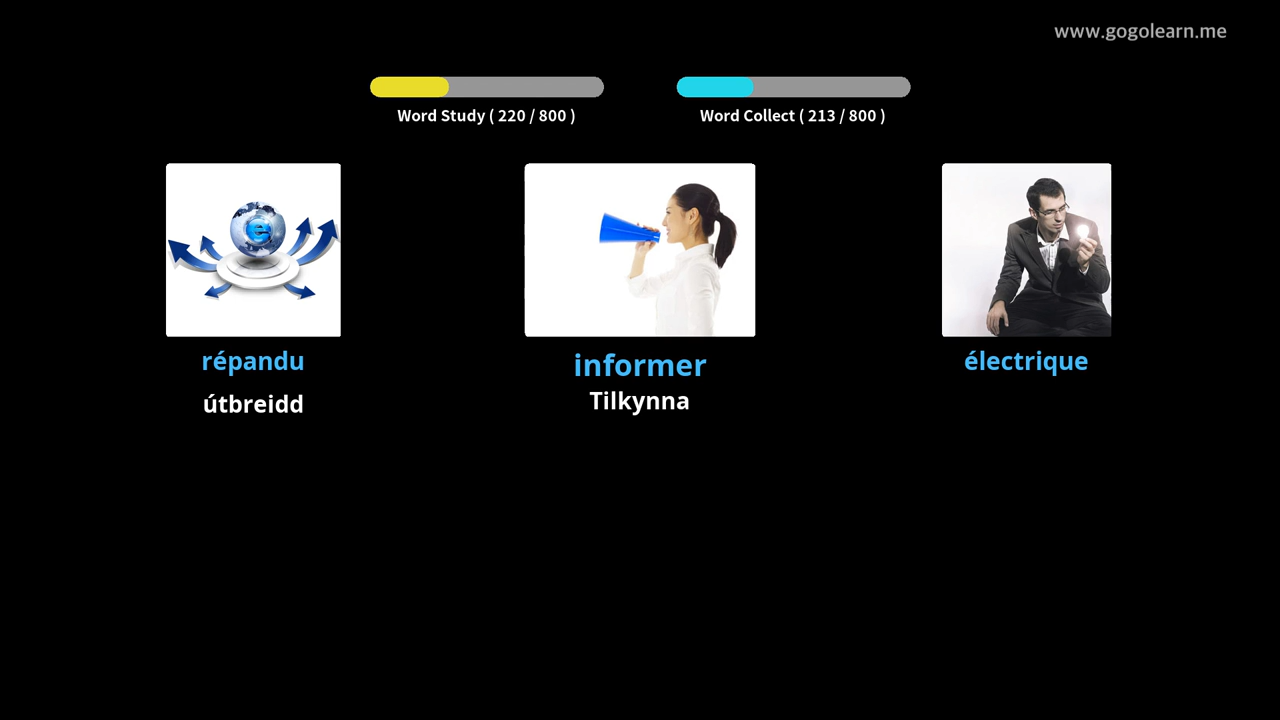 www.gogolearn.me
Word Study ( 220 / 800 )
Word Collect ( 213 / 800 )
répandu
informer
électrique
útbreidd
Tilkynna